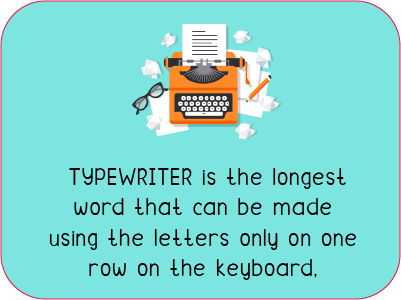 TYPEWRITER is the longest
word that can be made
using the letters only on one
row on the keyboard.